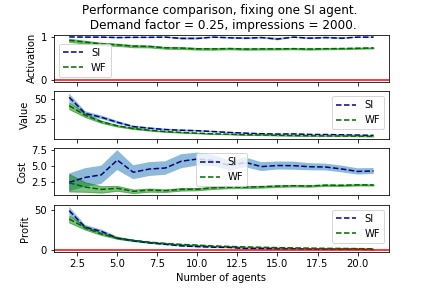 Performance comparison, fixing one SI agent.
Demand factor = 0.25, impressions = 2000.
Activation
1
0
SI
WF
Value
50
25
SI
WF
Cost
7.5
5.0
2.5
SI
WF
Profit
50
0
SI
WF
2.5 5.0 7.5 10.0 12.5 15.0 17.5 20.0
Number of agents